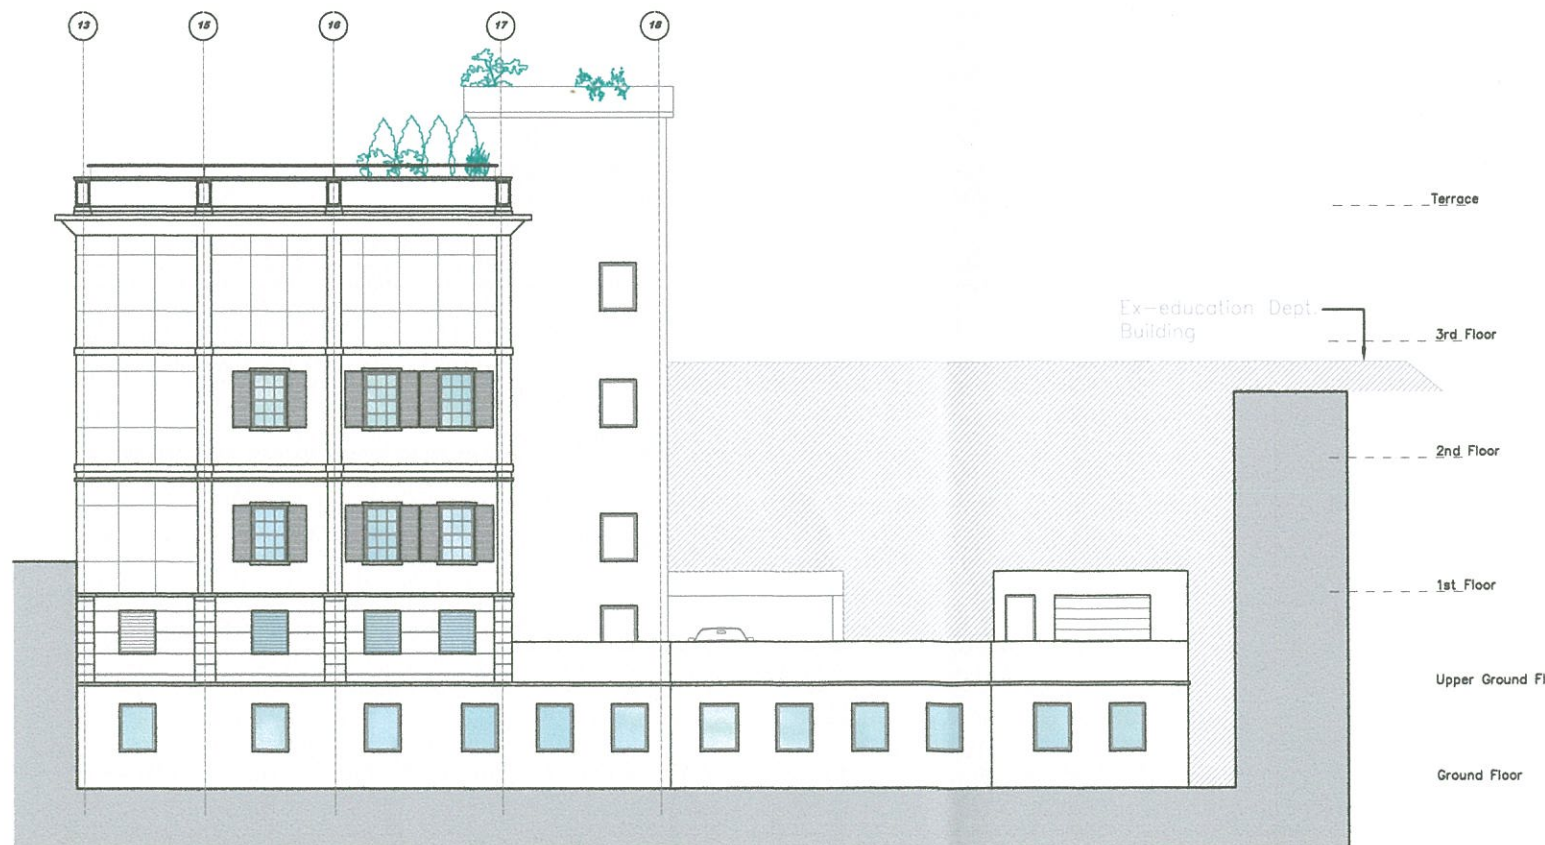 13 15 16 17 18
Terrace
Ex-education Dept.
Building
3rd Floor
2nd Floor
1st Floor
Upper Ground Fl
Ground Floor